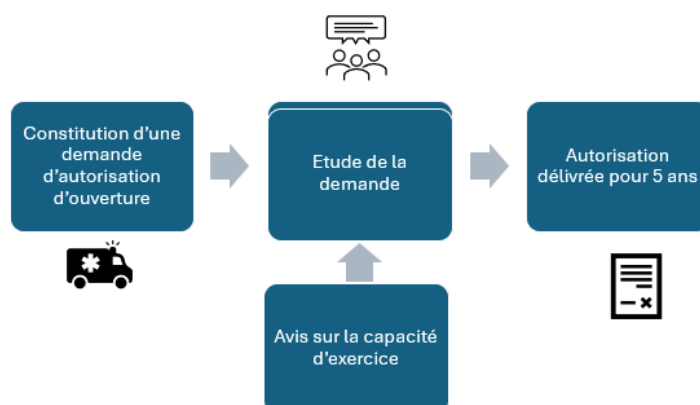 Constitution d'une
demande
d'autorisation
d'ouverture
Etude de la
demande
Autorisation
délivrée pour 5 ans
Avis sur la capacité
d'exercice